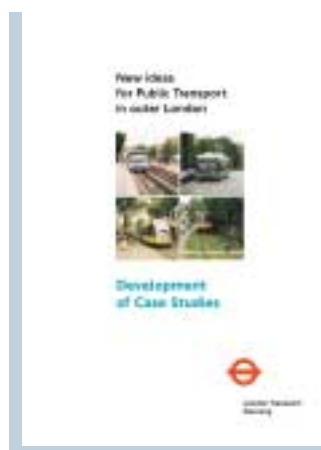 New ideas
for Public Transport
in outer London
Development
of Case Studies
London Transport
Planning